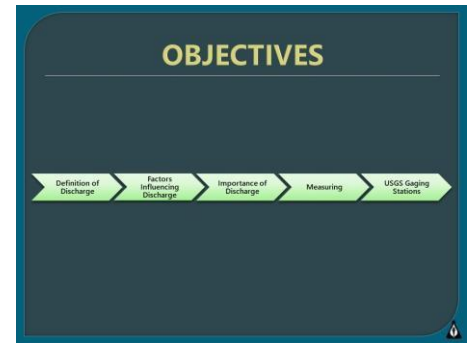 OBJECTIVES
Definition of
Discharge
Factors
Influencing
Discharge
Importance of
Discharge
Measuring
USGS Gaging
Stations